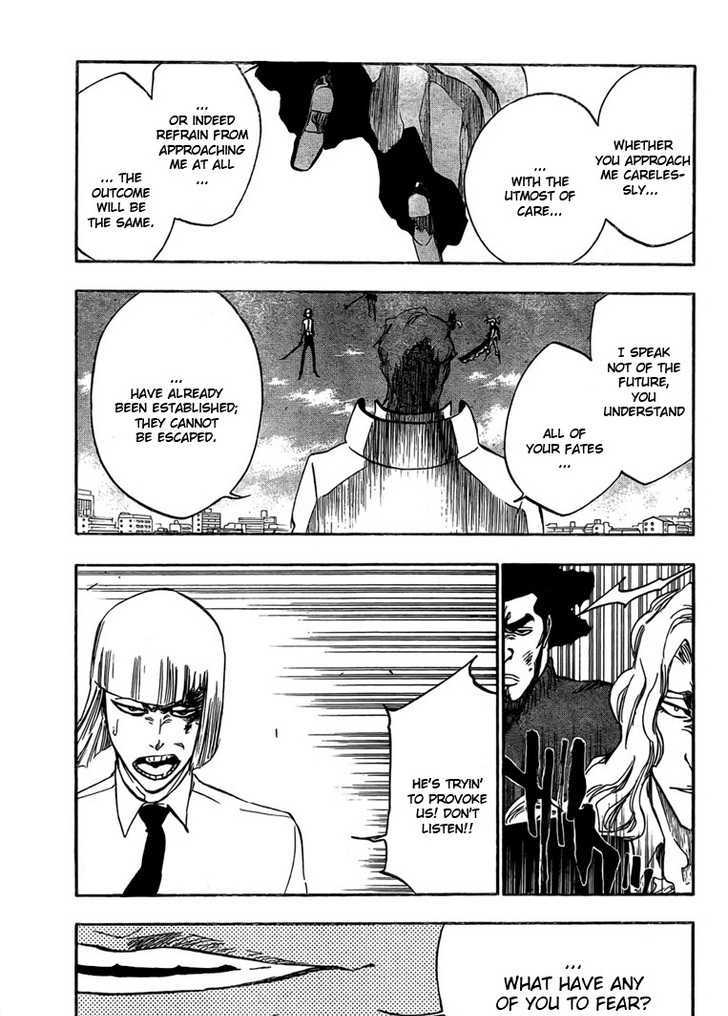 WHETHER
YOU APPROACH
ME CARELES-
SLY...
...
WITH THE
UTMOST OF
CARE...
...
OR INDEED
REFRAIN FROM
APPROACHING
ME AT ALL
...
... THE
OUTCOME
WILL BE
THE SAME.
I SPEAK
NOT OF THE
FUTURE,
YOU
UNDERSTAND
ALL OF
YOUR FATES
...
...
HAVE ALREADY
BEEN ESTABLISHED;
THEY CANNOT
BE ESCAPED.
HE'S TRYIN'
TO PROVOKE
US! DON'T
LISTEN!!
...
WHAT HAVE ANY
OF YOU TO FEAR?